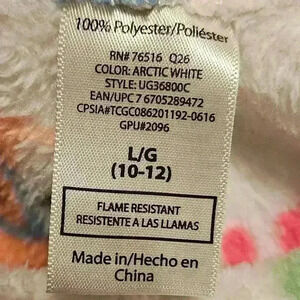 100% Polyester/Poliéster
RN# 76516 Q26
COLOR: ARCTIC WHITE
STYLE: UG36800C
EAN/UPC 7 6705289472
CPSIA#TCGC086201192-0616
GPU#2096
L/G
(10-12)
FLAME RESISTANT
RESISTENTE A LAS LLAMAS
Made in/Hecho en
China